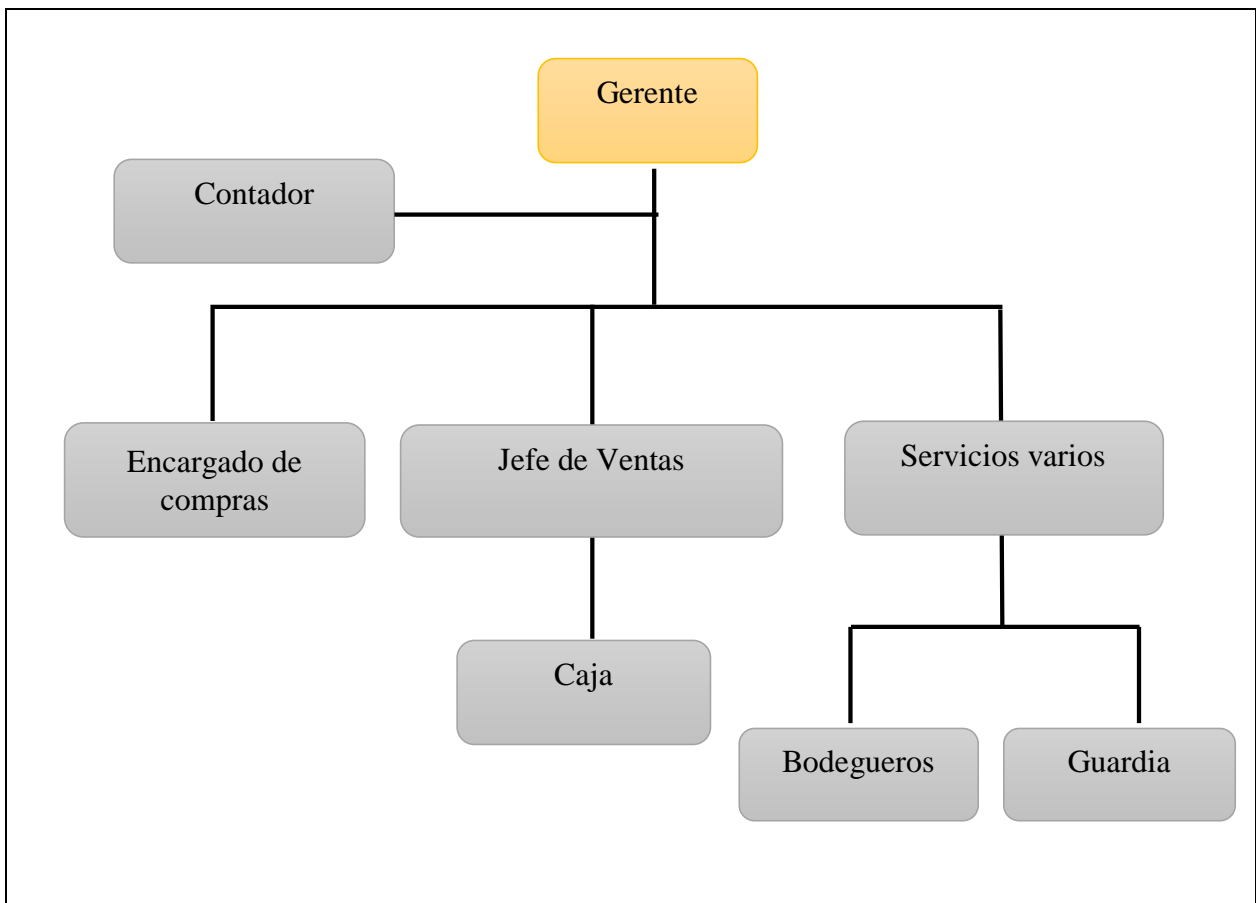 Gerente
Contador
Encargado de
compras
Jefe de Ventas
Servicios varios
Caja
Bodegueros
Guardia